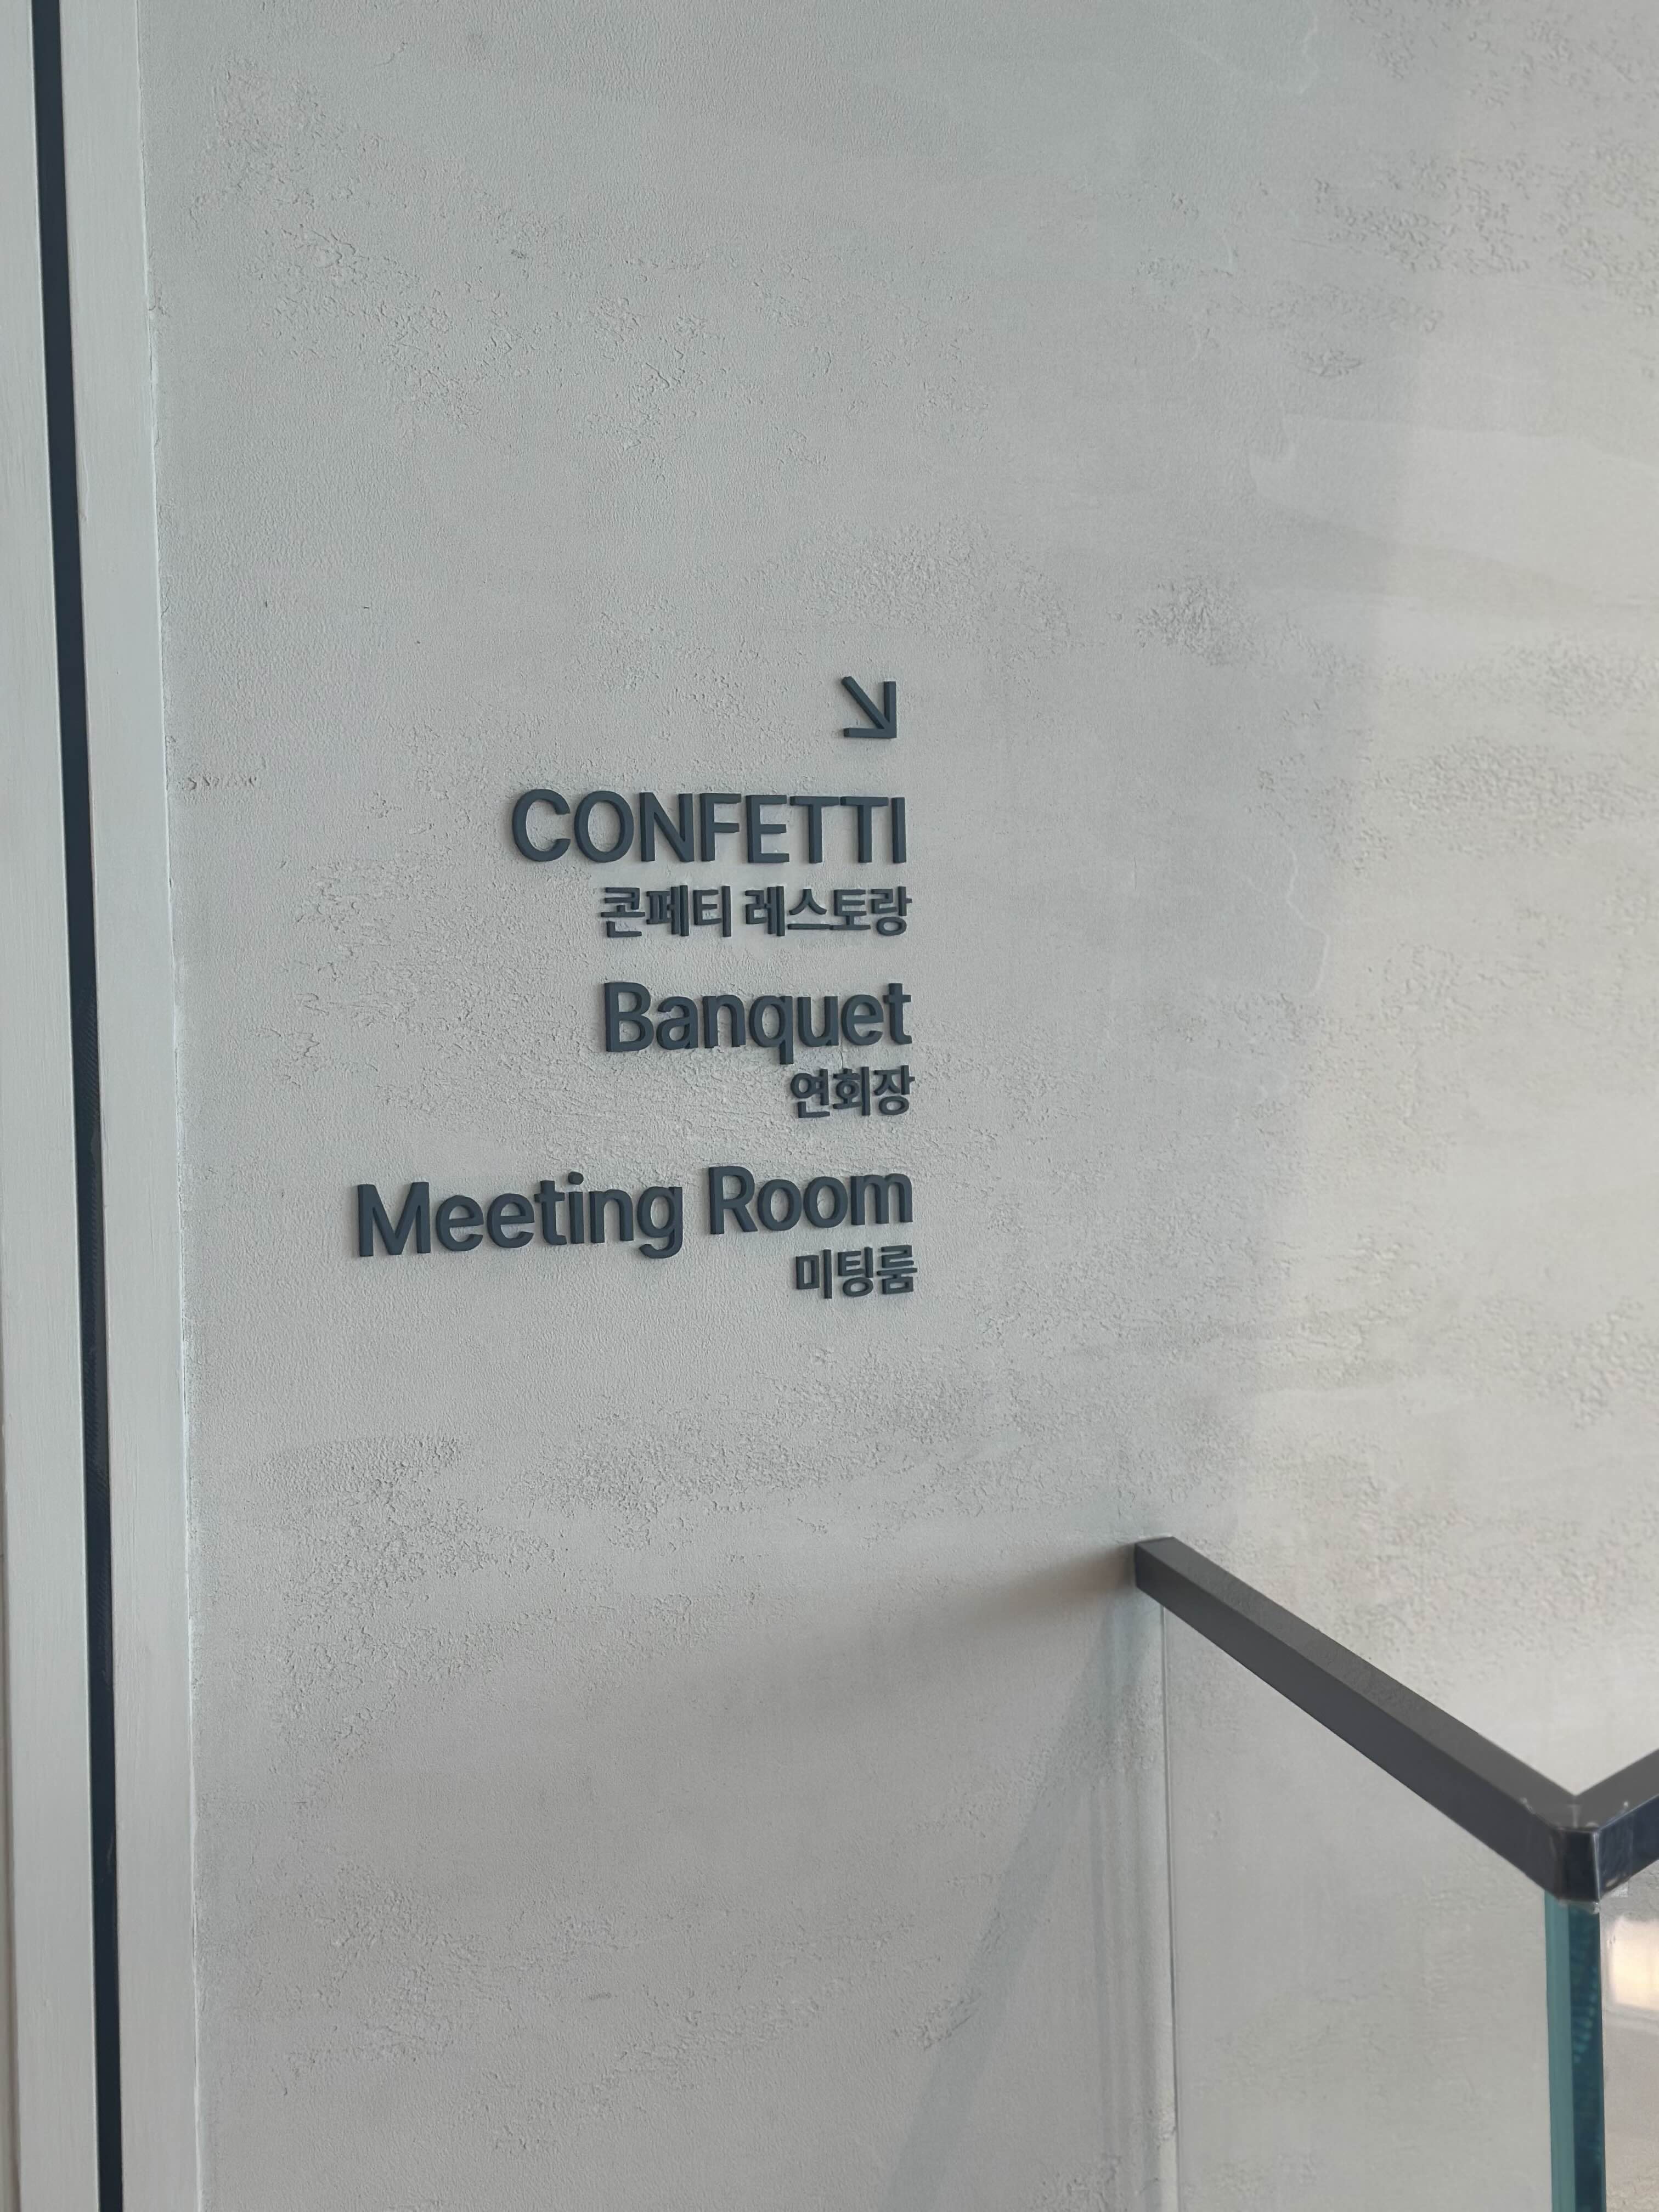 CONFETTI
콘페티 레스토랑
Banquet
연회장
Meeting Room
미팅룸